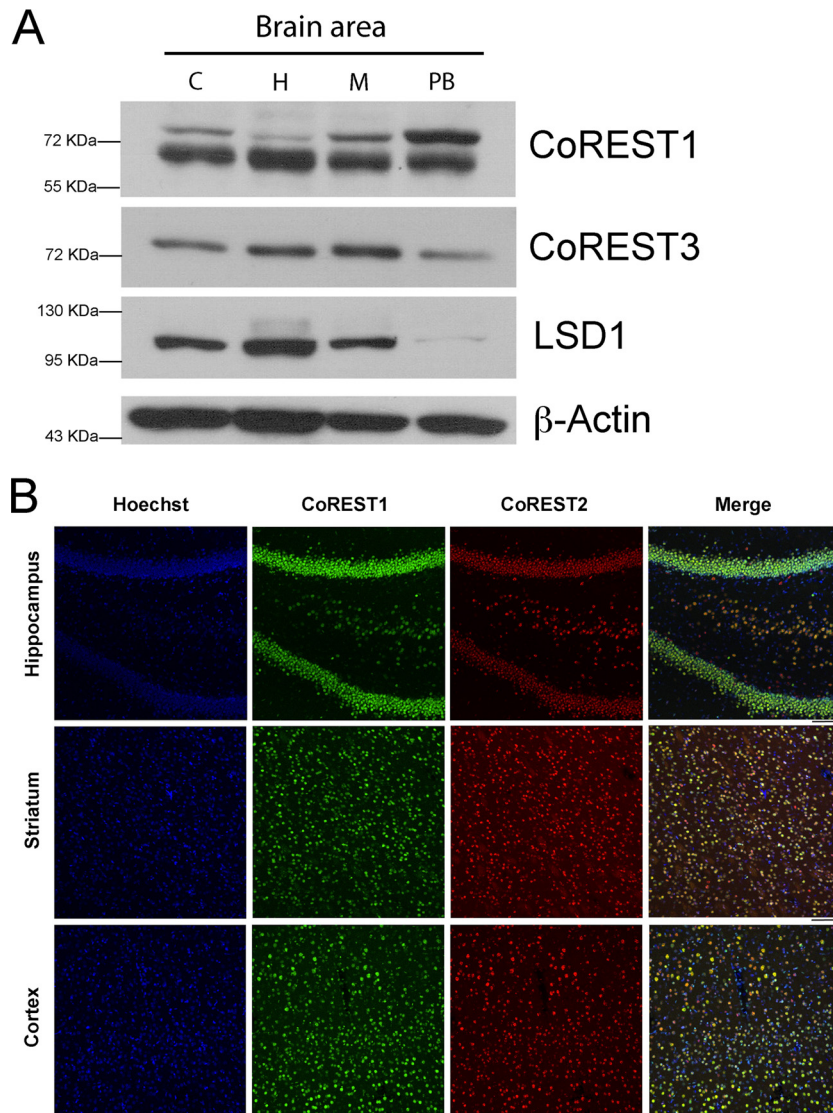 A
Brain area
C H M PB
72 KDa
55 KDa
CoREST1
72 KDa
CoREST3
130 KDa
95 KDa
LSD1
43 KDa
β-Actin
B
Hoechst CoREST1 CoREST2 Merge
Hippocampus
Striatum
Cortex